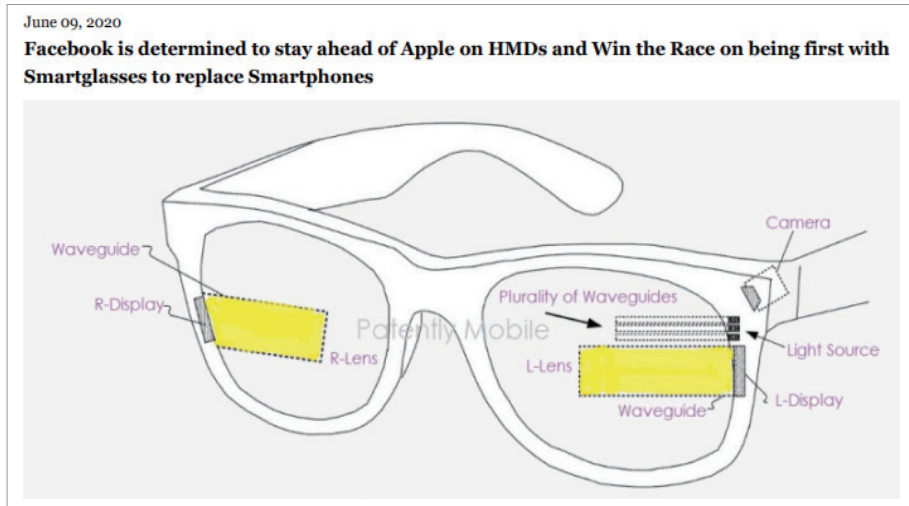 June 09, 2020
Facebook is determined to stay ahead of Apple on HMDs and Win the Race on being first with
Smartglasses to replace Smartphones
Camera
Waveguide
Plurality of Waveguides
R-Display
Patently Mobile
R-Lens
Light Source
L-Lens
L-Display
Waveguide